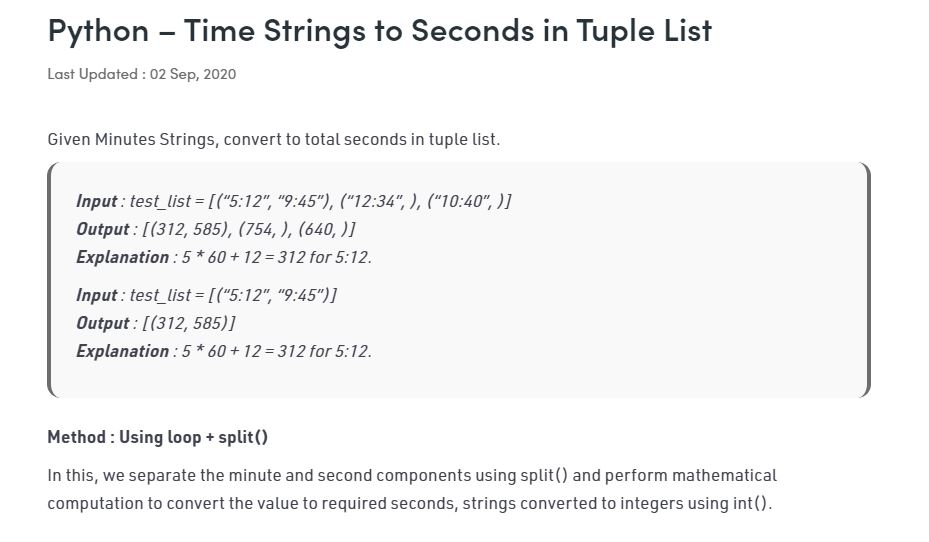 Python – Time Strings to Seconds in Tuple List
Last Updated : 02 Sep, 2020
Given Minutes Strings, convert to total seconds in tuple list.
Input : test_list = [(“5:12”, “9:45”), (“12:34”, ), (“10:40”, )]
Output : [(312, 585), (754, ), (640, )]
Explanation : 5 * 60 + 12 = 312 for 5:12.
Input : test_list = [(“5:12”, “9:45”)]
Output : [(312, 585)]
Explanation : 5 * 60 + 12 = 312 for 5:12.
Method : Using loop + split()
In this, we separate the minute and second components using split() and perform mathematical
computation to convert the value to required seconds, strings converted to integers using int().